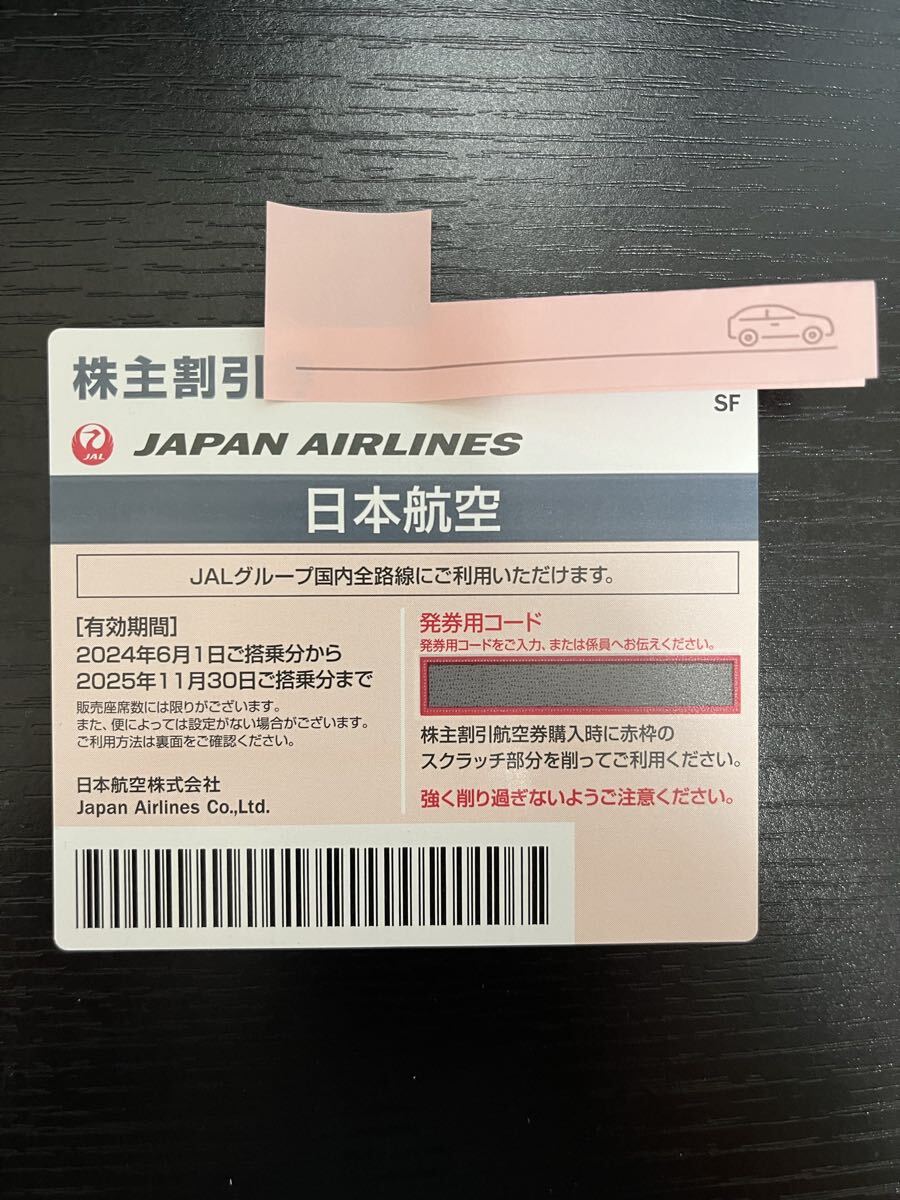 株主割引
SF
JAL
JAPAN AIRLINES
日本航空
JALグループ国内全路線にご利用いただけます。
[有効期間]
2024年6月1日ご搭乗分から
2025年11月30日ご搭乗分まで
販売座席数には限りがございます。
また、便によっては設定がない場合がございます。
ご利用方法は裏面をご確認ください。
日本航空株式会社
Japan Airlines Co.,Ltd.
発券用コード
発券用コードをご入力、または係員へお伝えください。
株主割引航空券購入時に赤枠の
スクラッチ部分を削ってご利用ください。
強く削り過ぎないようご注意ください。